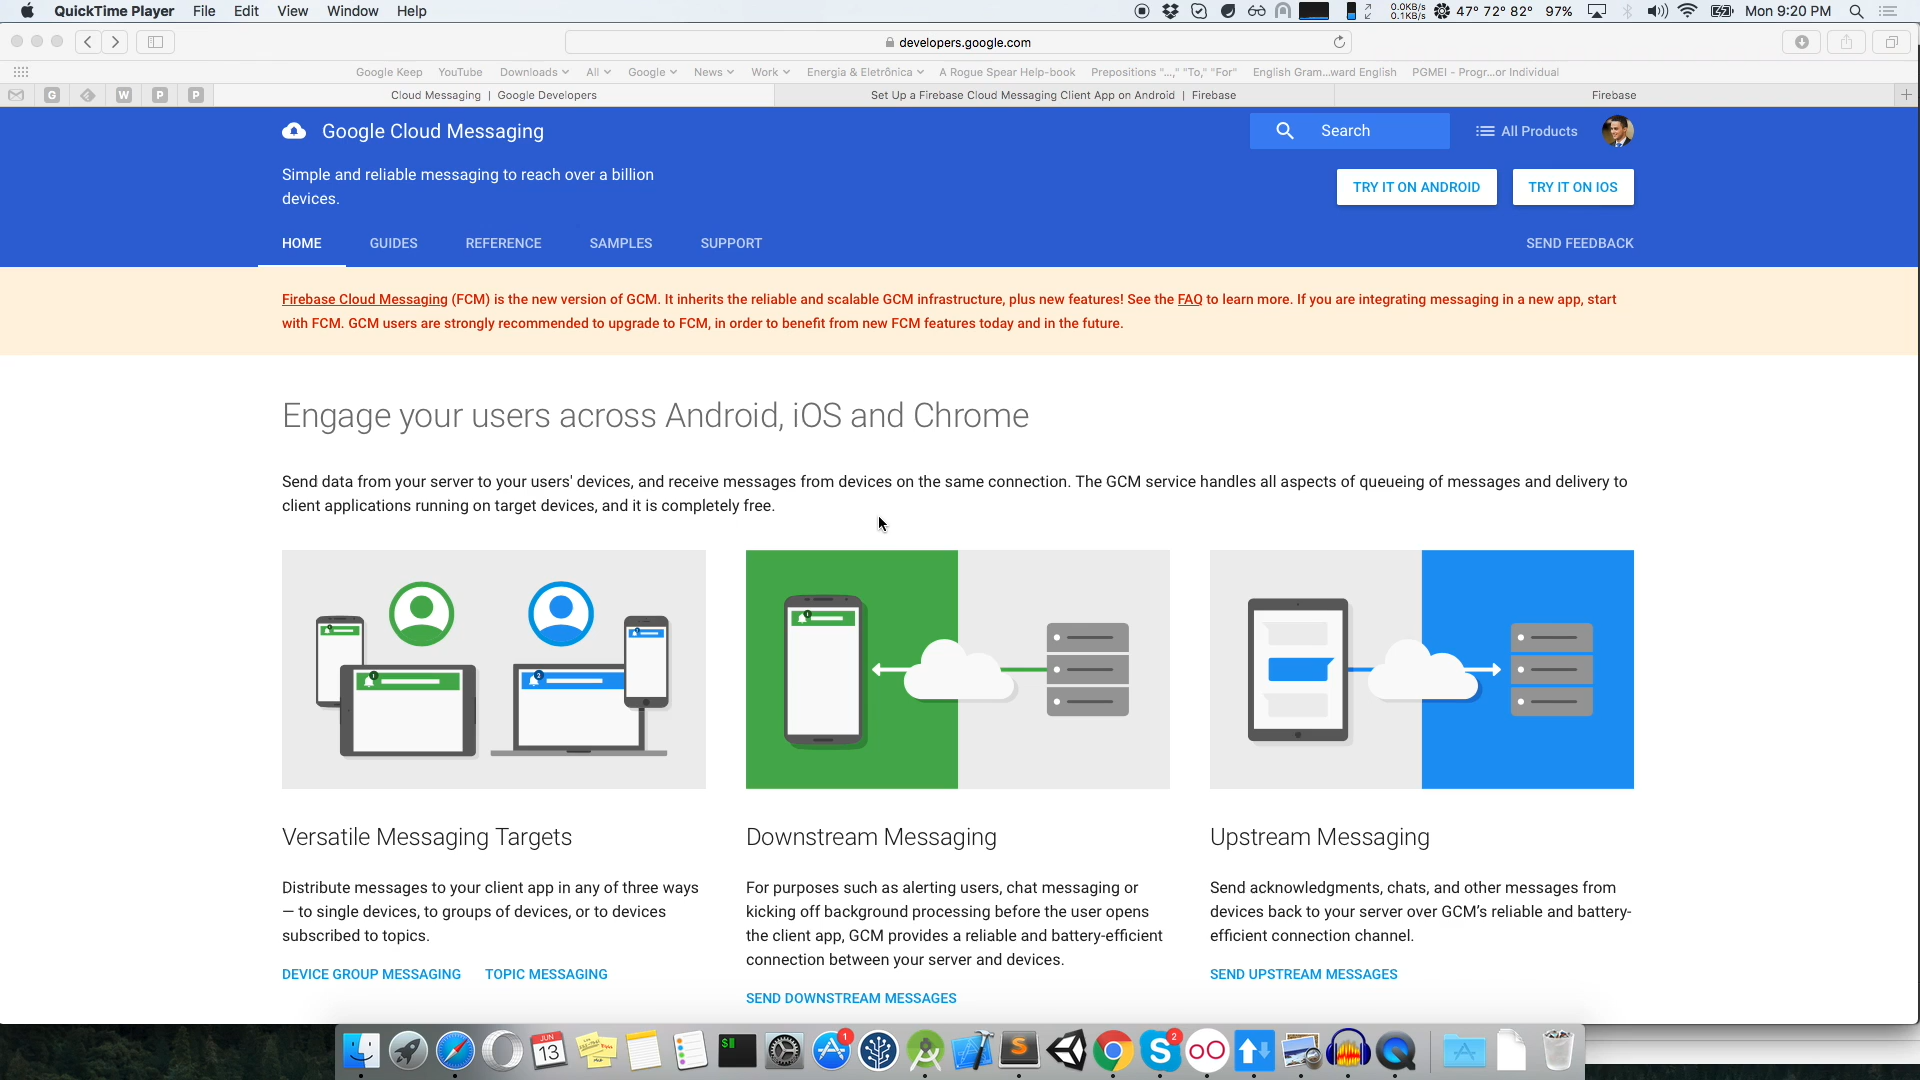 QuickTime Player File Edit View Window Help
0.0KB/s
0.1KB/s
47° 72° 82° 97% Mon 9:20 PM
developers.google.com
Google Keep YouTube Downloads All Google News Work Energia & Eletrônica A Rogue Spear Help-book Prepositions "...," "To," "For" English Gram...ward English PGMEI - Progr...or Individual
G W P P Cloud Messaging | Google Developers Set Up a Firebase Cloud Messaging Client App on Android | Firebase Firebase
Google Cloud Messaging
Search
All Products
Simple and reliable messaging to reach over a billion
devices.
TRY IT ON ANDROID TRY IT ON IOS
HOME GUIDES REFERENCE SAMPLES SUPPORT SEND FEEDBACK
Firebase Cloud Messaging (FCM) is the new version of GCM. It inherits the reliable and scalable GCM infrastructure, plus new features! See the FAQ to learn more. If you are integrating messaging in a new app, start
with FCM. GCM users are strongly recommended to upgrade to FCM, in order to benefit from new FCM features today and in the future.
Engage your users across Android, iOS and Chrome
Send data from your server to your users' devices, and receive messages from devices on the same connection. The GCM service handles all aspects of queueing of messages and delivery to
client applications running on target devices, and it is completely free.
Versatile Messaging Targets
Distribute messages to your client app in any of three ways
— to single devices, to groups of devices, or to devices
subscribed to topics.
DEVICE GROUP MESSAGING TOPIC MESSAGING
Downstream Messaging
For purposes such as alerting users, chat messaging or
kicking off background processing before the user opens
the client app, GCM provides a reliable and battery-efficient
connection between your server and devices.
SEND DOWNSTREAM MESSAGES
Upstream Messaging
Send acknowledgments, chats, and other messages from
devices back to your server over GCM's reliable and battery-
efficient connection channel.
SEND UPSTREAM MESSAGES
JUN
13
$
1
S
S
2